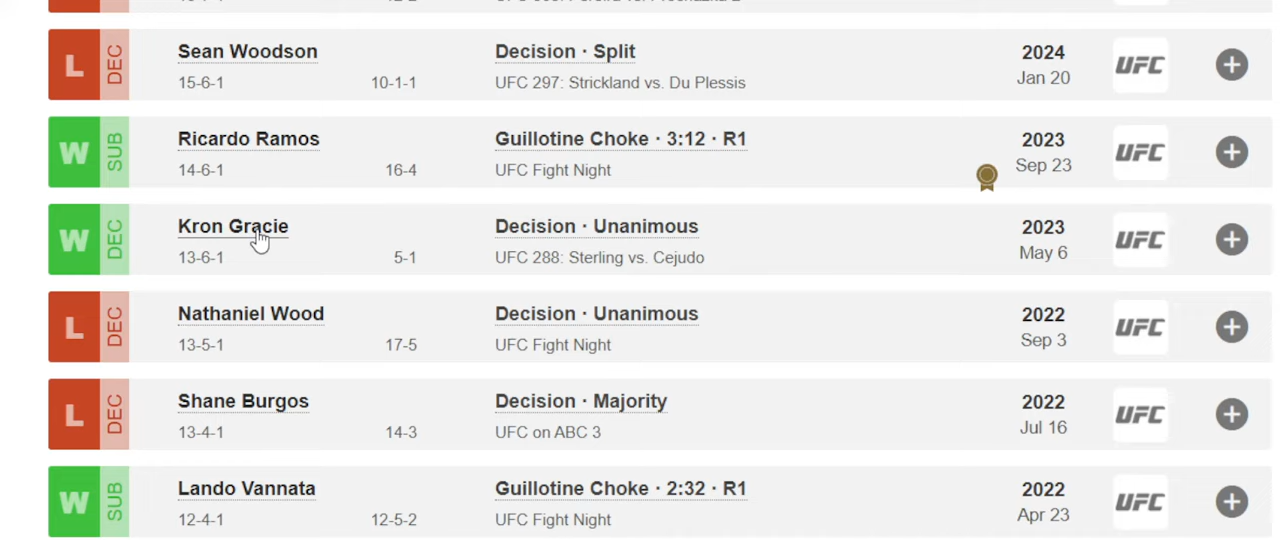 L DEC Sean Woodson Decision · Split 2024 UFC
15-6-1 10-1-1 UFC 297: Strickland vs. Du Plessis Jan 20
W SUB Ricardo Ramos Guillotine Choke · 3:12 · R1 2023 UFC
14-6-1 16-4 UFC Fight Night Sep 23
W DEC Kron Gracie Decision · Unanimous 2023 UFC
13-6-1 5-1 UFC 288: Sterling vs. Cejudo May 6
L DEC Nathaniel Wood Decision · Unanimous 2022 UFC
13-5-1 17-5 UFC Fight Night Sep 3
L DEC Shane Burgos Decision · Majority 2022 UFC
13-4-1 14-3 UFC on ABC 3 Jul 16
W SUB Lando Vannata Guillotine Choke · 2:32 · R1 2022 UFC
12-4-1 12-5-2 UFC Fight Night Apr 23